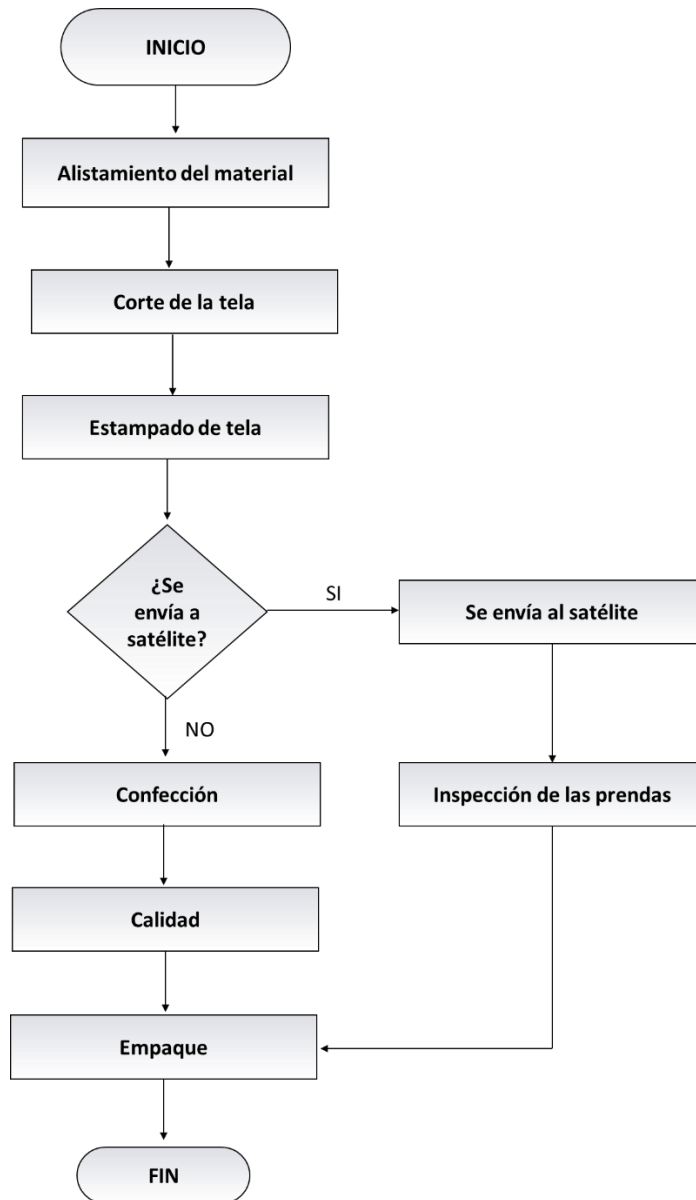 INICIO
Alistamiento del material
Corte de la tela
Estampado de tela
¿Se
envía a
satélite?
SI
Se envía al satélite
NO
Confección
Inspección de las prendas
Calidad
Empaque
FIN